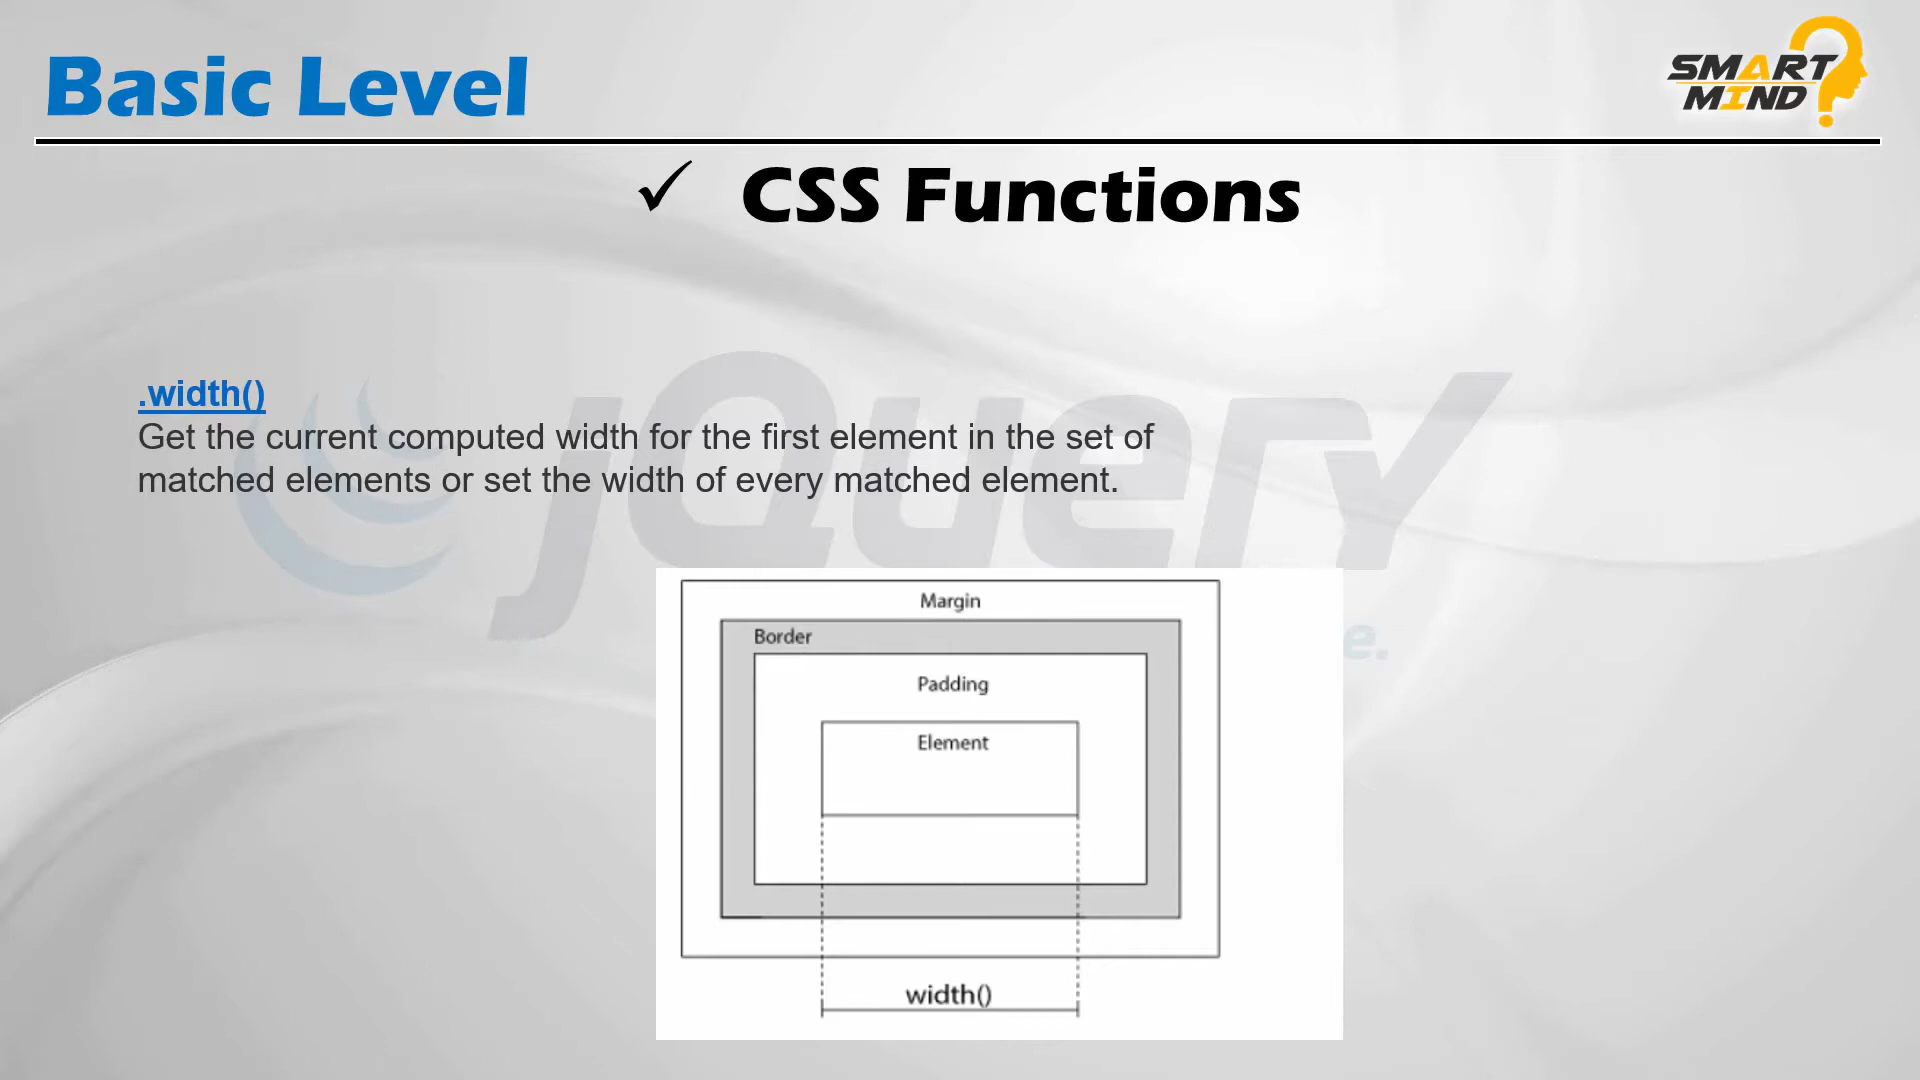 Basic Level
SMART
MIND
✓ CSS Functions
.width()
Get the current computed width for the first element in the set of
matched elements or set the width of every matched element.
jQuery
e.
Margin
Border
Padding
Element
width()